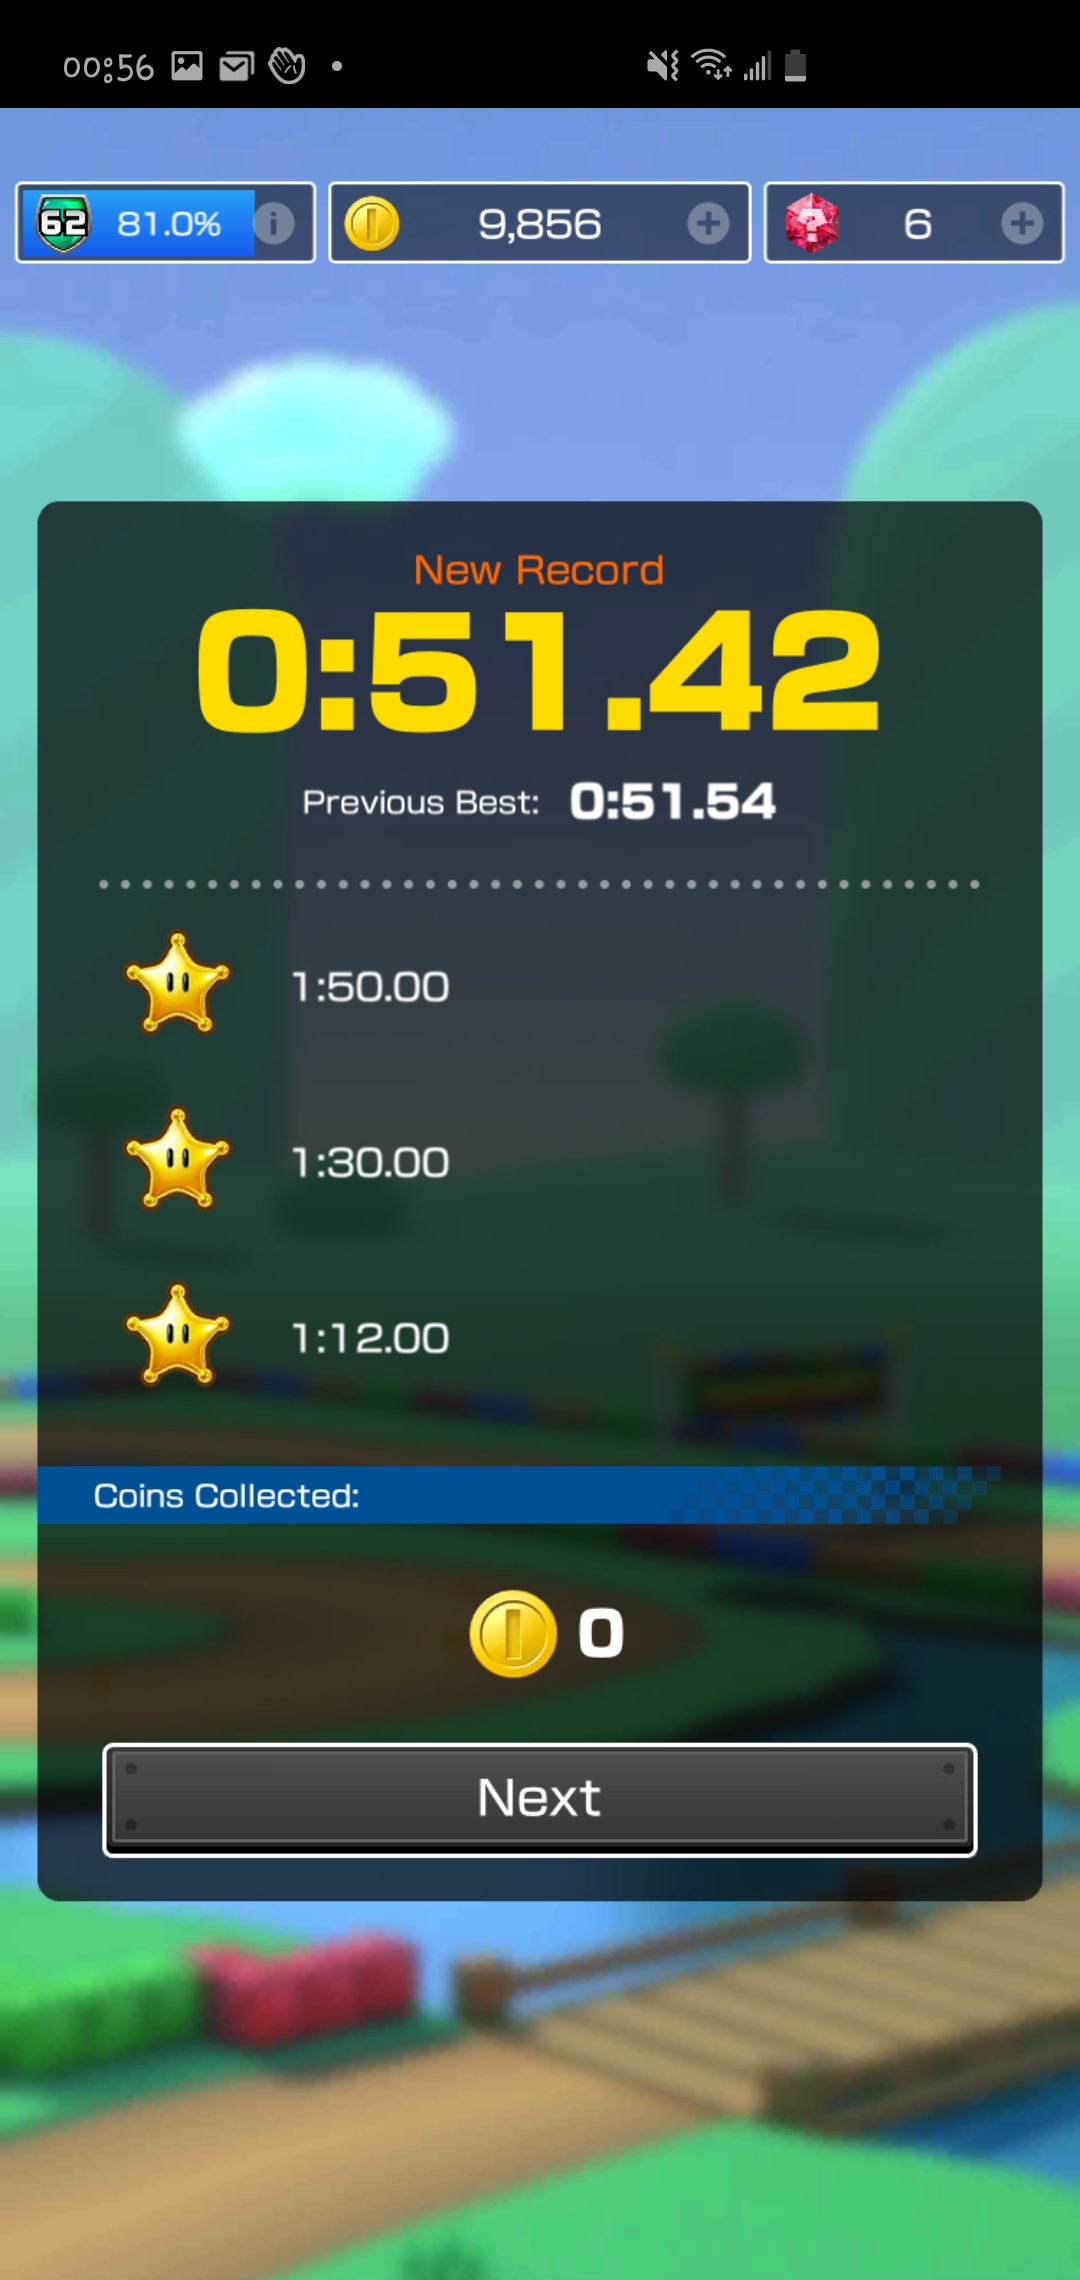 00:56
62 81.0% i 9,856 + 6 +
New Record
0:51.42
Previous Best: 0:51.54
1:50.00
1:30.00
1:12.00
Coins Collected:
0
Next